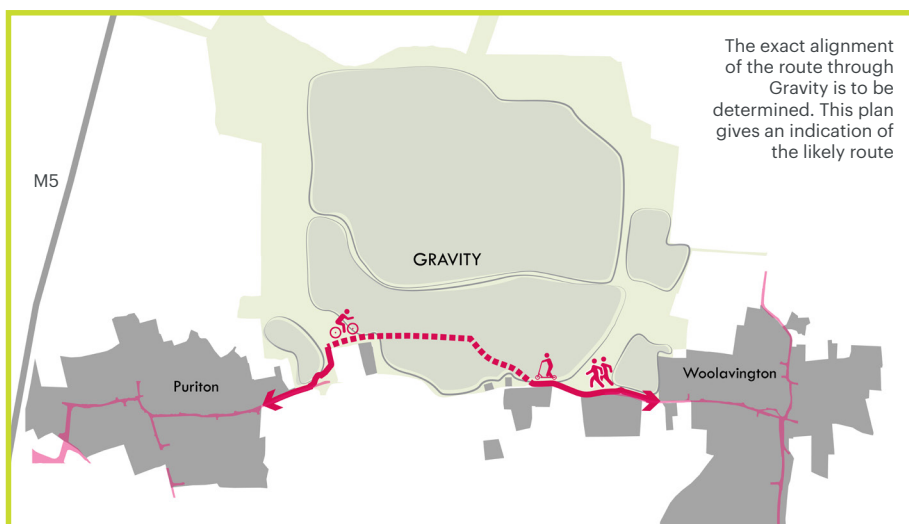 The exact alignment
of the route through
Gravity is to be
determined. This plan
gives an indication of
the likely route
M5
GRAVITY
Puriton
Woolavington